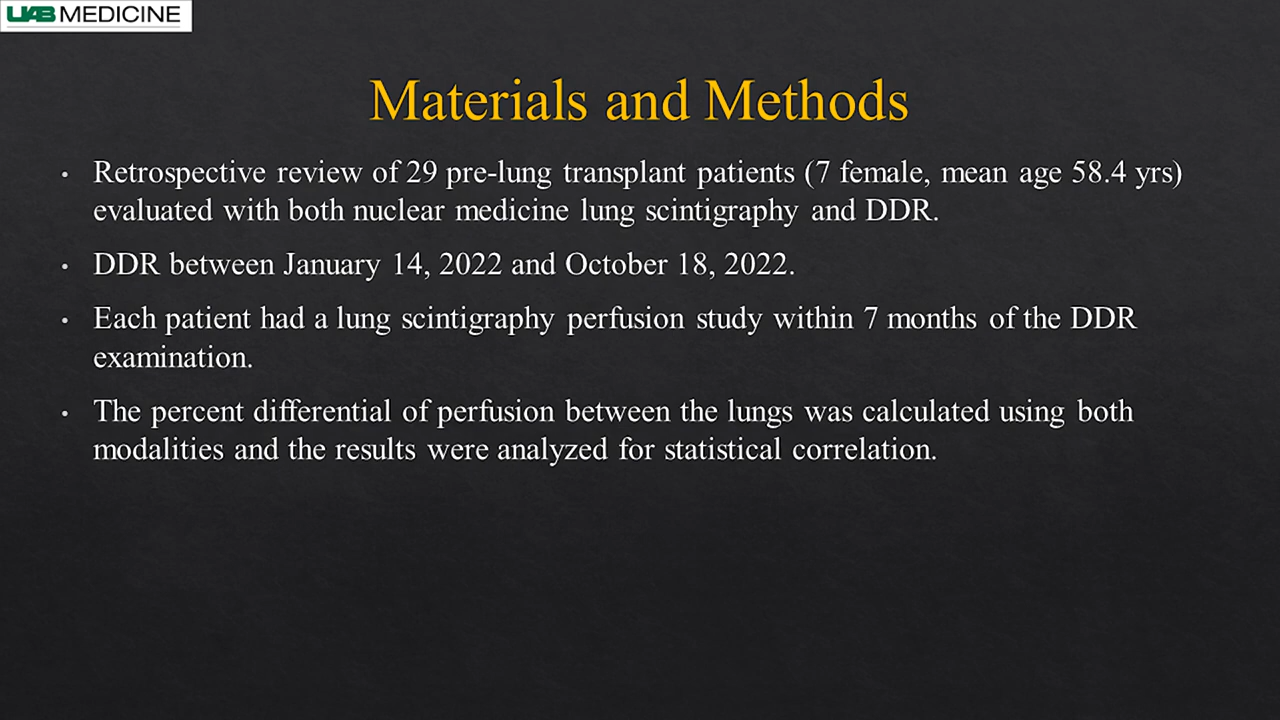 UAB MEDICINE
Materials and Methods
• Retrospective review of 29 pre-lung transplant patients (7 female, mean age 58.4 yrs)
evaluated with both nuclear medicine lung scintigraphy and DDR.
• DDR between January 14, 2022 and October 18, 2022.
• Each patient had a lung scintigraphy perfusion study within 7 months of the DDR
examination.
• The percent differential of perfusion between the lungs was calculated using both
modalities and the results were analyzed for statistical correlation.